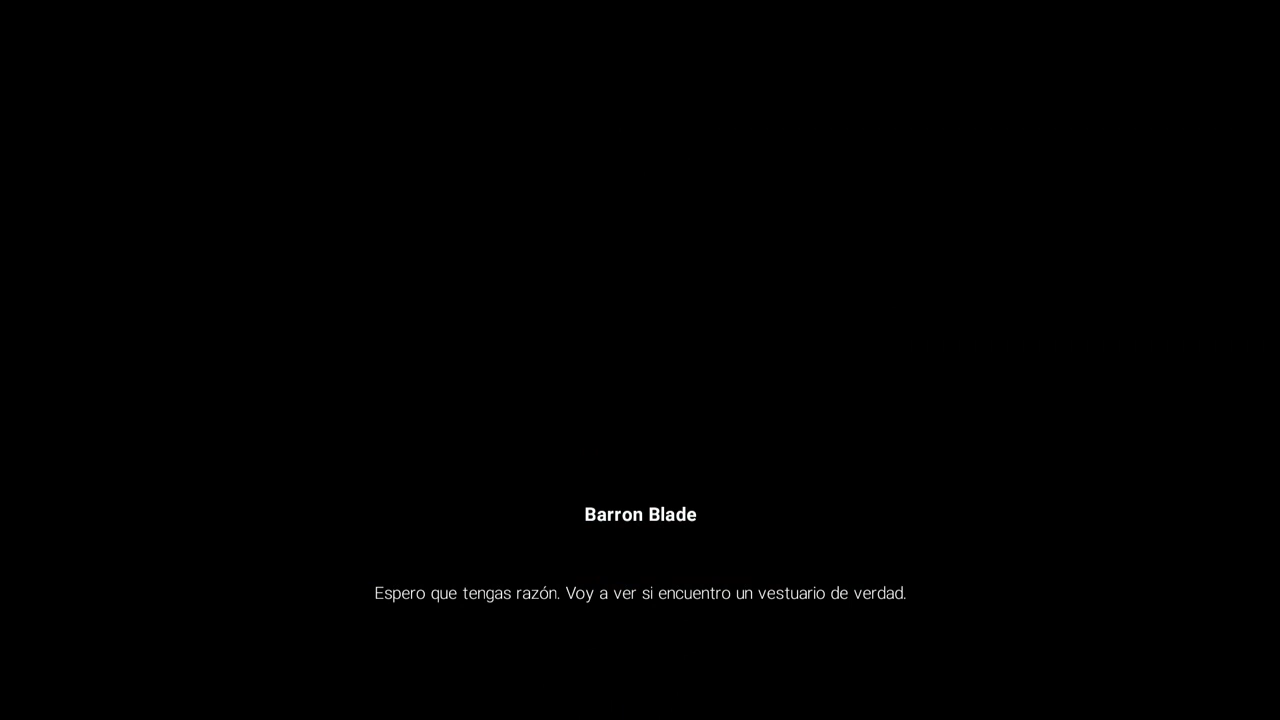 Barron Blade
Espero que tengas razón. Voy a ver si encuentro un vestuario de verdad.